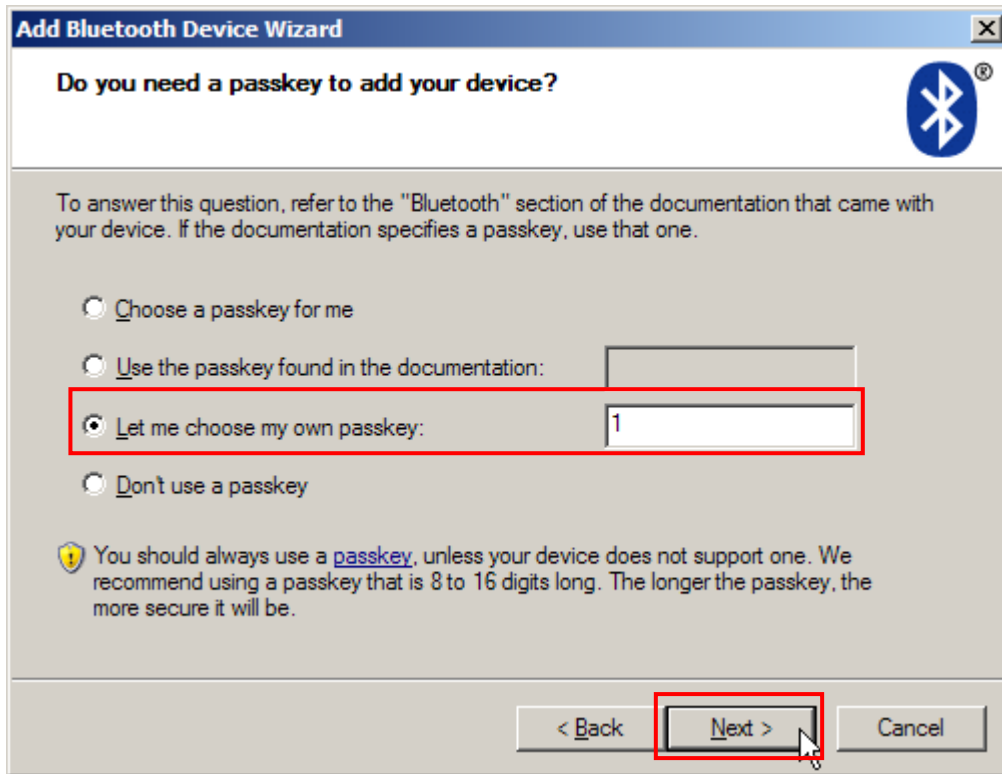 Add Bluetooth Device Wizard
Do you need a passkey to add your device?
®
To answer this question, refer to the "Bluetooth" section of the documentation that came with
your device. If the documentation specifies a passkey, use that one.
Choose a passkey for me
Use the passkey found in the documentation:
Let me choose my own passkey: 1
Don't use a passkey
You should always use a passkey, unless your device does not support one. We
recommend using a passkey that is 8 to 16 digits long. The longer the passkey, the
more secure it will be.
< Back Next > Cancel